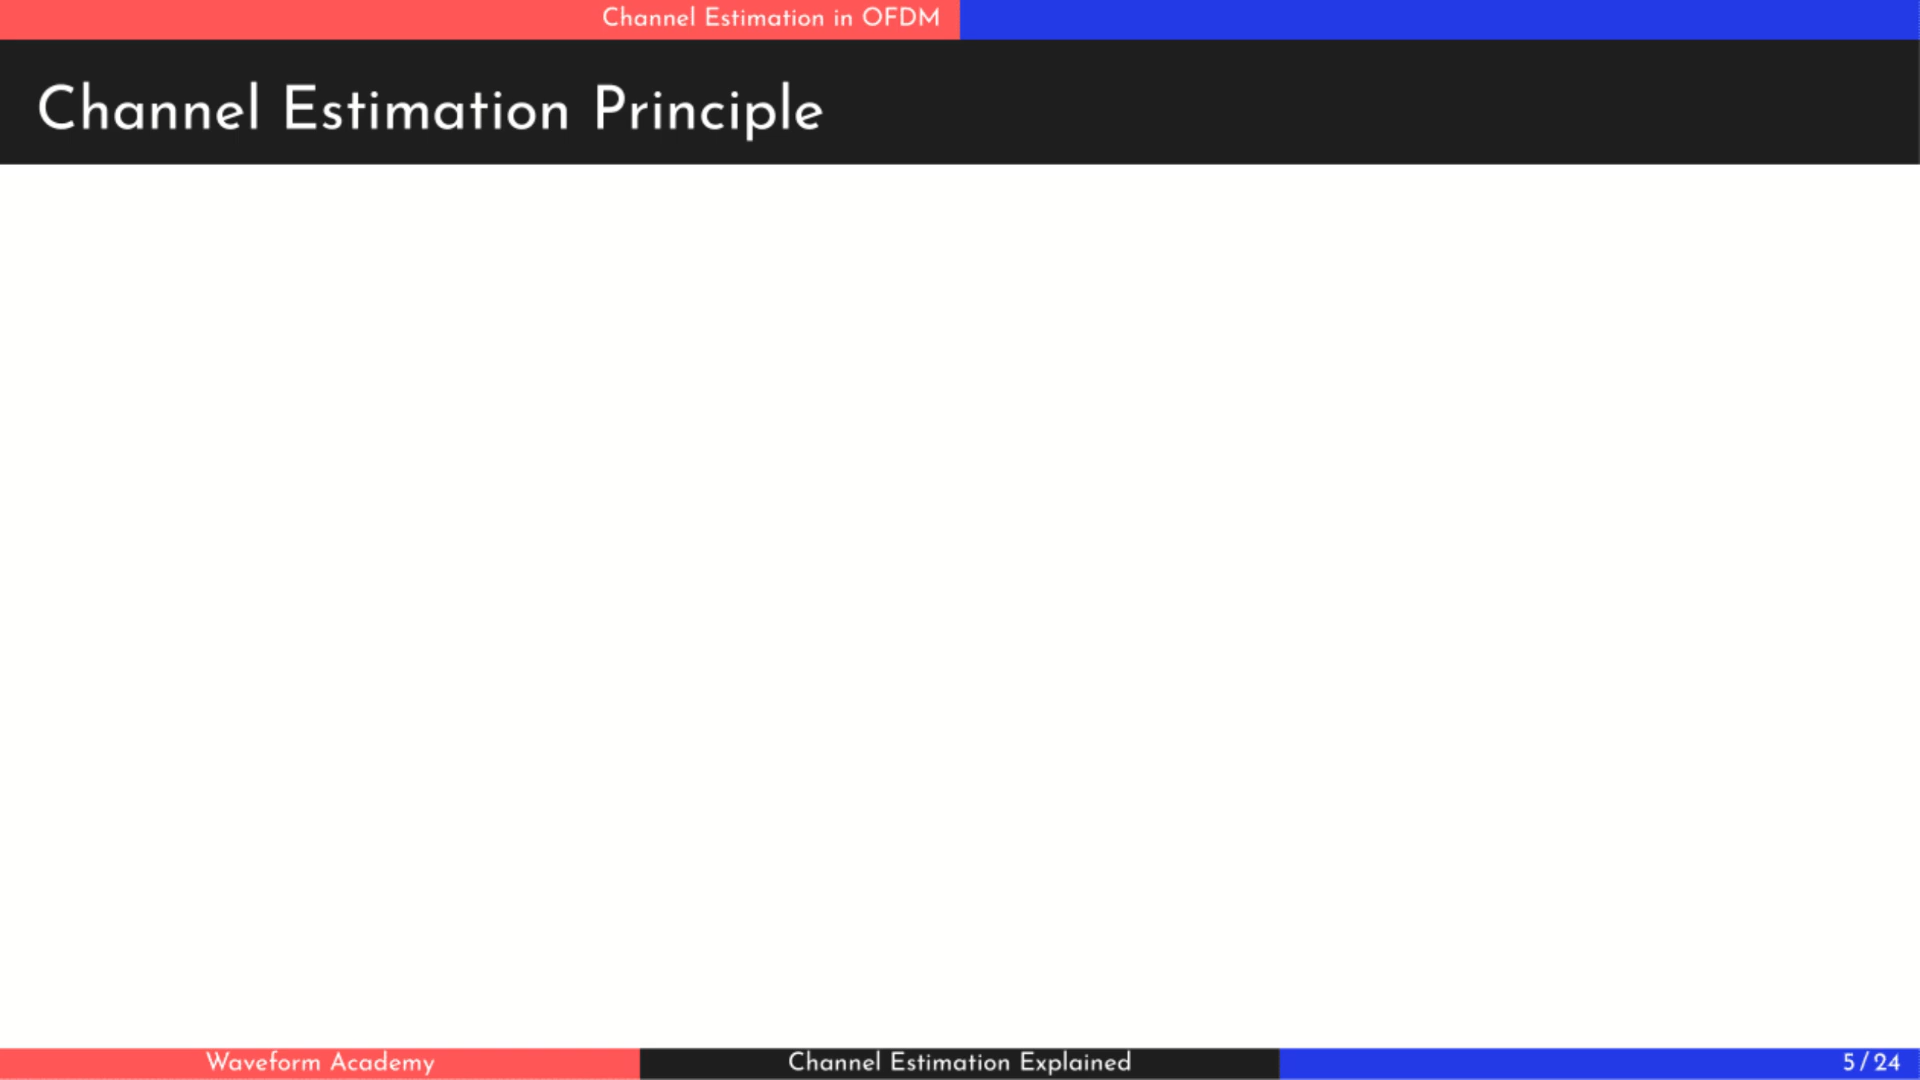 Channel Estimation in OFDM
Channel Estimation Principle
Waveform Academy
Channel Estimation Explained
5 / 24